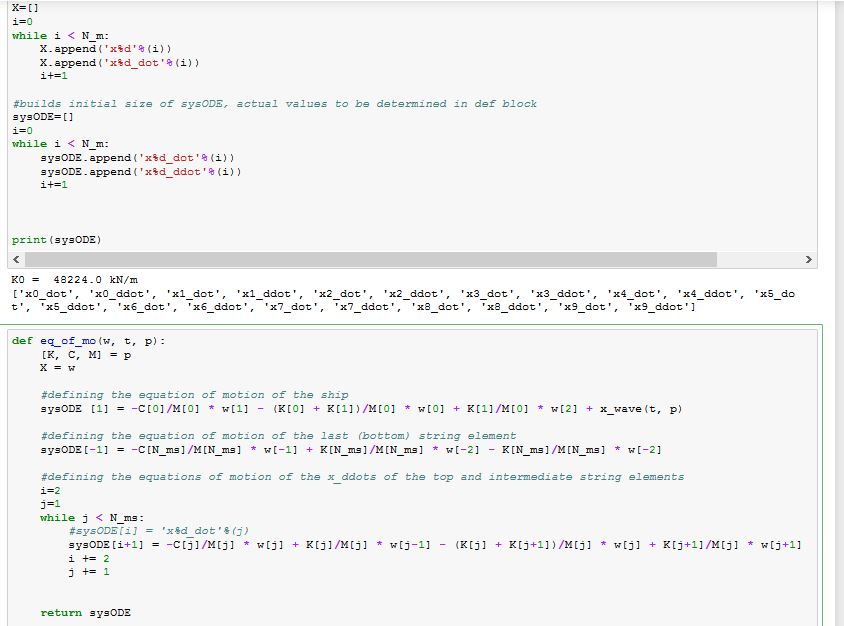 X=[]
i=0
while i < N_m:
    X.append('x%d'%(i))
    X.append('x%d_dot'%(i))
    i+=1
#builds initial size of sysODE, actual values to be determined in def block
sysODE=[]
i=0
while i < N_m:
    sysODE.append('x%d_dot'%(i))
    sysODE.append('x%d_ddot'%(i))
    i+=1
print(sysODE)
K0 =  48224.0 kN/m
['x0_dot', 'x0_ddot', 'x1_dot', 'x1_ddot', 'x2_dot', 'x2_ddot', 'x3_dot', 'x3_ddot', 'x4_dot', 'x4_ddot', 'x5_do
t', 'x5_ddot', 'x6_dot', 'x6_ddot', 'x7_dot', 'x7_ddot', 'x8_dot', 'x8_ddot', 'x9_dot', 'x9_ddot']
def eq_of_mo(w, t, p):
    [K, C, M] = p
    X = w
    #defining the equation of motion of the ship
    sysODE [1] = -C[0]/M[0] * w[1] - (K[0] + K[1])/M[0] * w[0] + K[1]/M[0] * w[2] + x_wave(t, p)
    #defining the equation of motion of the last (bottom) string element
    sysODE[-1] = -C[N_ms]/M[N_ms] * w[-1] + K[N_ms]/M[N_ms] * w[-2] - K[N_ms]/M[N_ms] * w[-2]
    #defining the equations of motion of the x_ddots of the top and intermediate string elements
    i=2
    j=1
    while j < N_ms:
        #sysODE[i] = 'x%d_dot'%(j)
        sysODE[i+1] = -C[j]/M[j] * w[j] + K[j]/M[j] * w[j-1] - (K[j] + K[j+1])/M[j] * w[j] + K[j+1]/M[j] * w[j+1]
        i += 2
        j += 1
    return sysODE